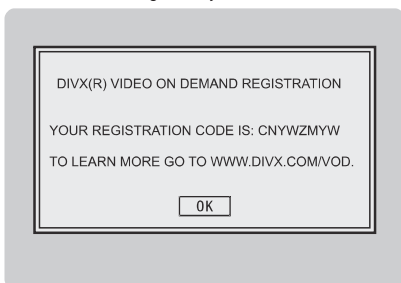 DIVX(R) VIDEO ON DEMAND REGISTRATION
YOUR REGISTRATION CODE IS: CNYWZMYW
TO LEARN MORE GO TO WWW.DIVX.COM/VOD.
OK